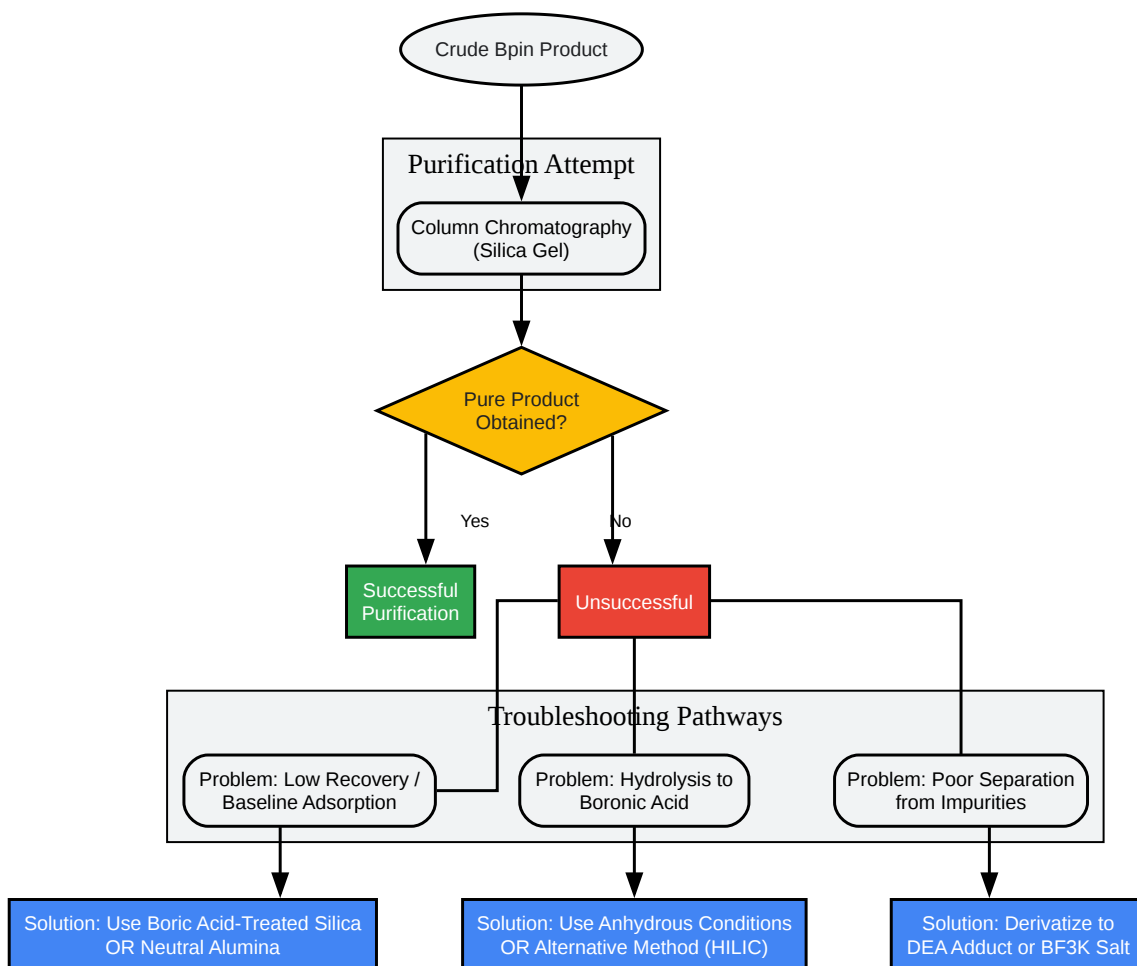 Crude Bpin Product
Purification Attempt
Column Chromatography
(Silica Gel)
Pure Product
Obtained?
Yes
No
Successful
Purification
Unsuccessful
Troubleshooting Pathways
Problem: Low Recovery /
Baseline Adsorption
Problem: Hydrolysis to
Boronic Acid
Problem: Poor Separation
from Impurities
Solution: Use Boric Acid-Treated Silica
OR Neutral Alumina
Solution: Use Anhydrous Conditions
OR Alternative Method (HILIC)
Solution: Derivatize to
DEA Adduct or BF3K Salt